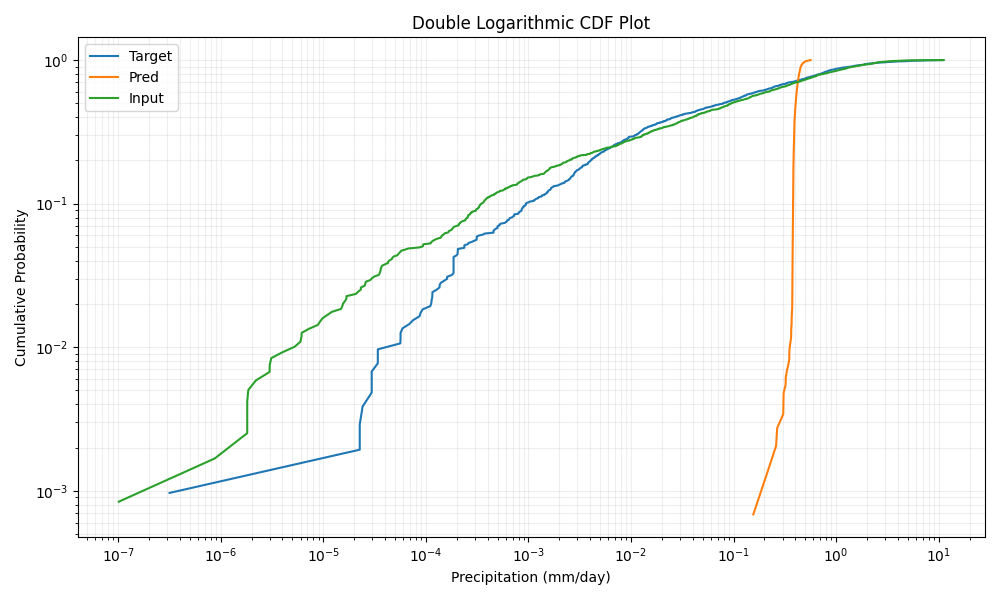 Double Logarithmic CDF Plot
Target
Pred
Input
Cumulative Probability
10⁰
10⁻¹
10⁻²
10⁻³
10⁻⁷ 10⁻⁶ 10⁻⁵ 10⁻⁴ 10⁻³ 10⁻² 10⁻¹ 10⁰ 10¹
Precipitation (mm/day)